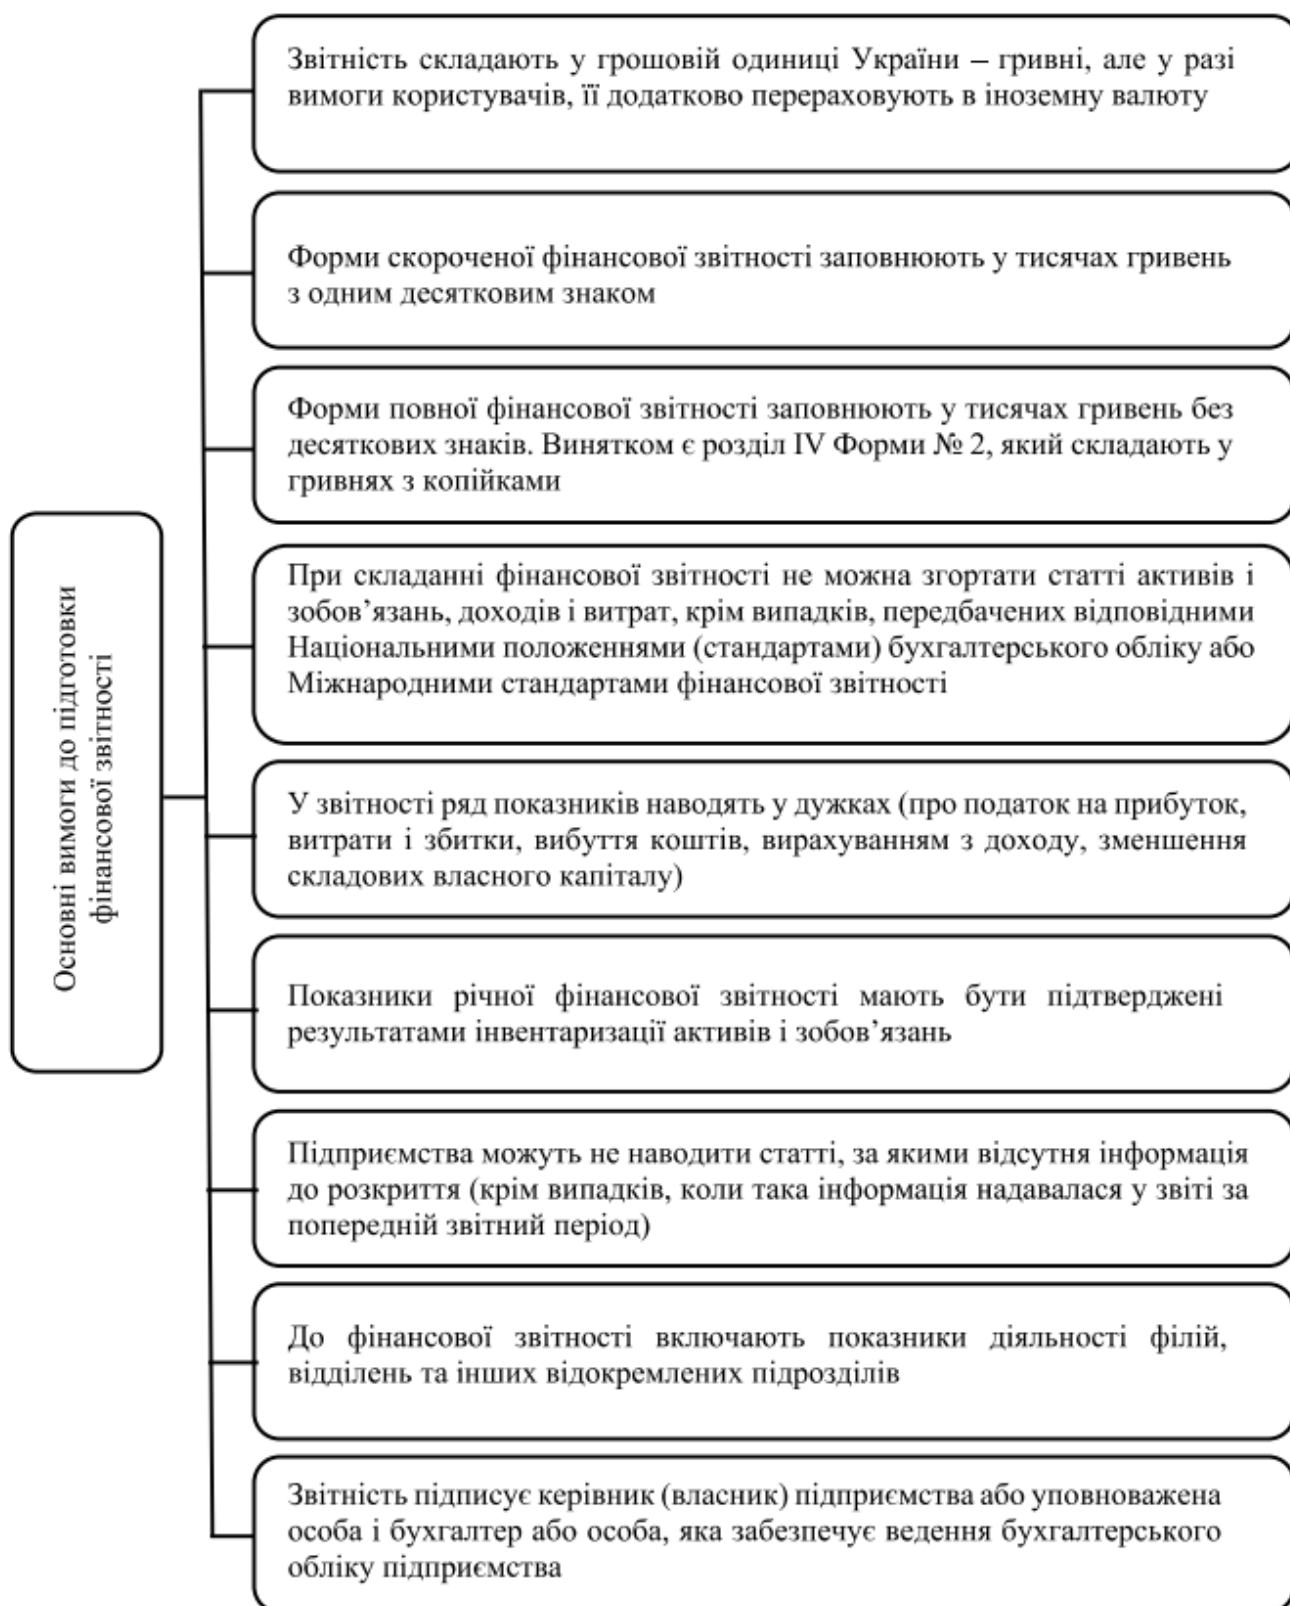 Основні вимоги до підготовки
фінансової звітності
Звітність складають у грошовій одиниці України – гривні, але у разі
вимоги користувачів, її додатково перераховують в іноземну валюту
Форми скороченої фінансової звітності заповнюють у тисячах гривень
з одним десятковим знаком
Форми повної фінансової звітності заповнюють у тисячах гривень без
десяткових знаків. Винятком є розділ IV Форми № 2, який складають у
гривнях з копійками
При складанні фінансової звітності не можна згортати статті активів і
зобов’язань, доходів і витрат, крім випадків, передбачених відповідними
Національними положеннями (стандартами) бухгалтерського обліку або
Міжнародними стандартами фінансової звітності
У звітності ряд показників наводять у дужках (про податок на прибуток,
витрати і збитки, вибуття коштів, вирахуванням з доходу, зменшення
складових власного капіталу)
Показники річної фінансової звітності мають бути підтверджені
результатами інвентаризації активів і зобов’язань
Підприємства можуть не наводити статті, за якими відсутня інформація
до розкриття (крім випадків, коли така інформація надавалася у звіті за
попередній звітний період)
До фінансової звітності включають показники діяльності філій,
відділень та інших відокремлених підрозділів
Звітність підписує керівник (власник) підприємства або уповноважена
особа і бухгалтер або особа, яка забезпечує ведення бухгалтерського
обліку підприємства